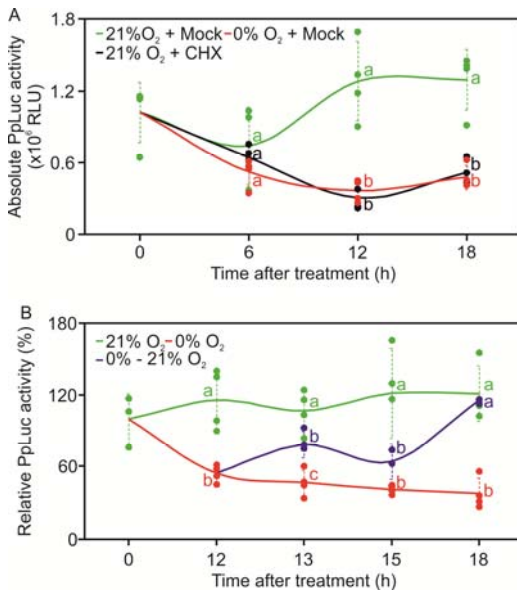 A
21%O₂ + Mock 0% O₂ + Mock
21% O₂ + CHX
Absolute PpLuc activity
(x10⁶ RLU)
1.8
1.2
0.6
0
a
a
a
a
a
b
b
b
b
0 6 12 18
Time after treatment (h)
B
21% O₂ 0% O₂
0% - 21% O₂
Relative PpLuc activity (%)
180
120
60
0
a
a
a
a
b
b
a
b
c
b
b
0 12 13 15 18
Time after treatment (h)